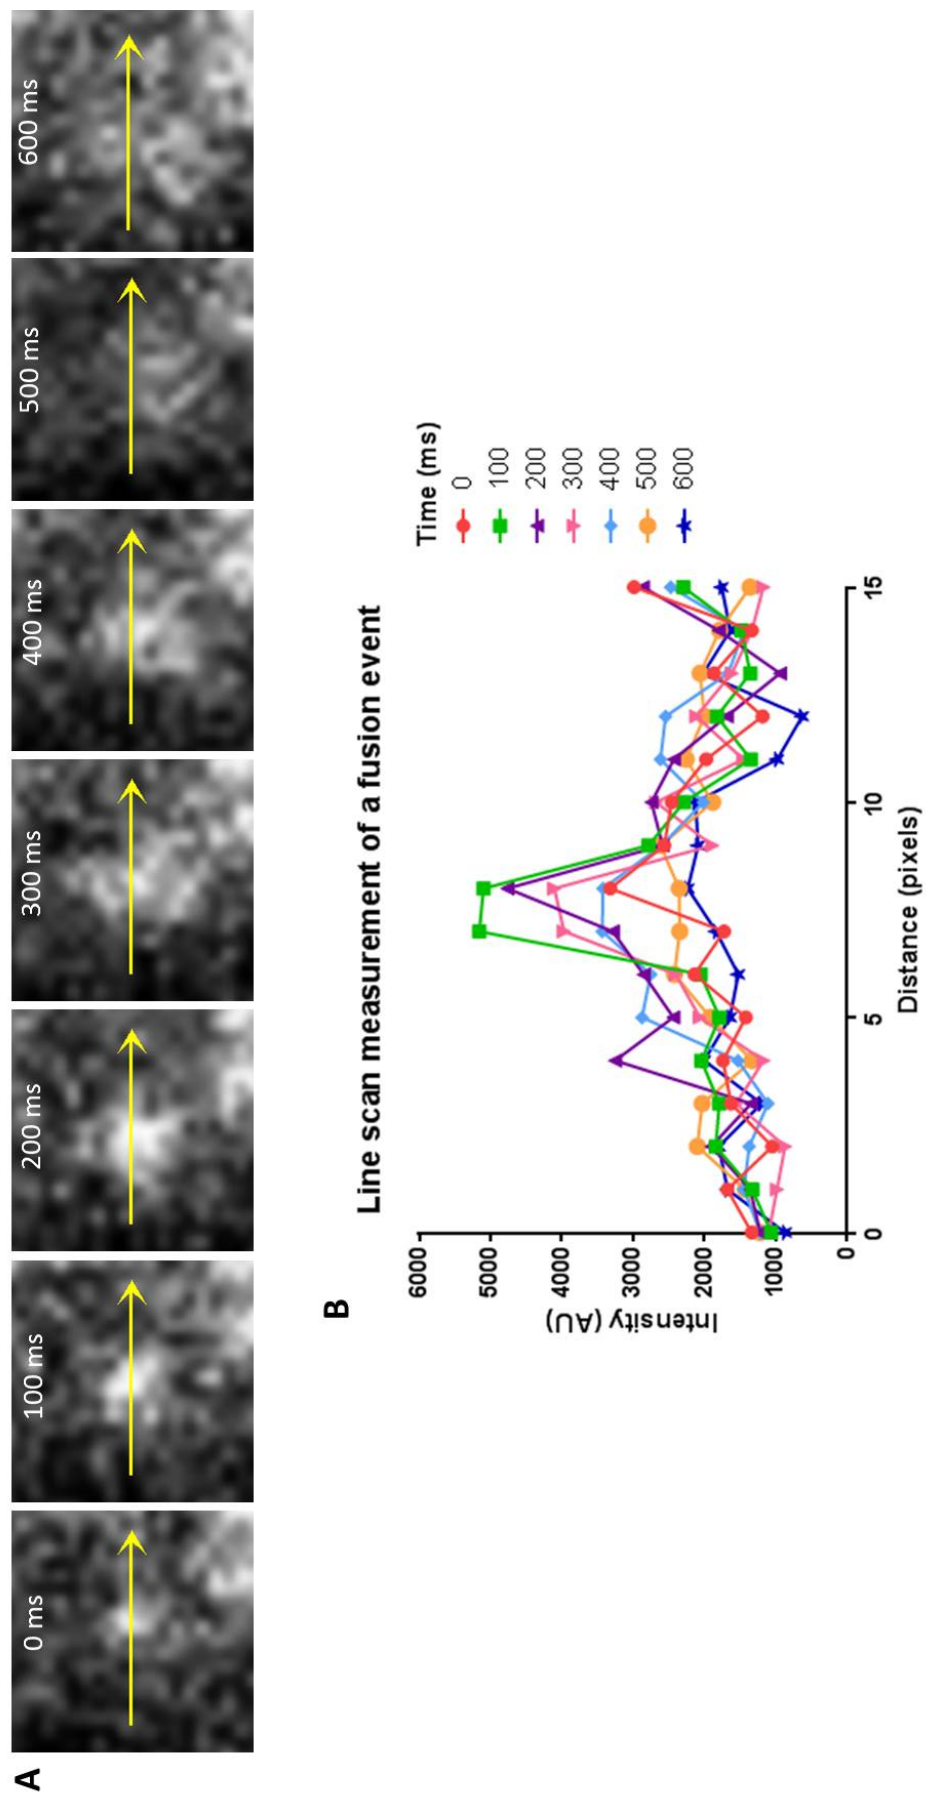 A
0 ms
100 ms
200 ms
300 ms
400 ms
500 ms
600 ms
B
Line scan measurement of a fusion event
Intensity (AU)
6000
5000
4000
3000
2000
1000
0
0
5
10
15
Distance (pixels)
Time (ms)
0
100
200
300
400
500
600